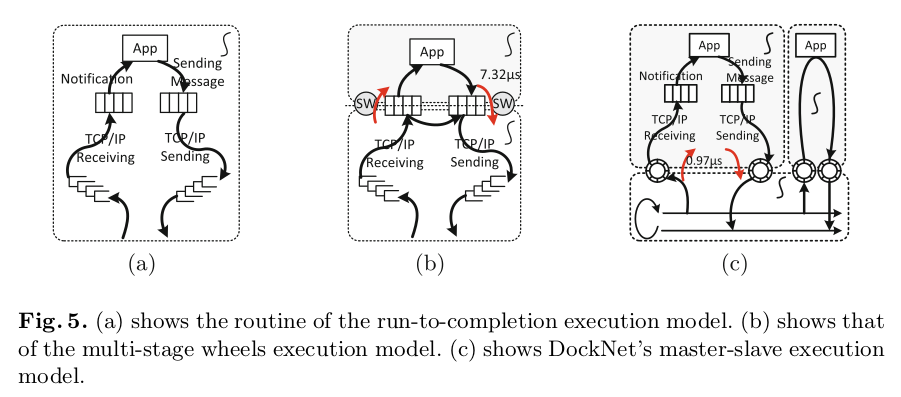 App
Notification
Sending
Message
TCP/IP
Receiving
TCP/IP
Sending
(a)
App
7.32μs
SW
SW
TCP/IP
Receiving
TCP/IP
Sending
(b)
App
Notification
Sending
Message
TCP/IP
Receiving
TCP/IP
Sending
0.97μs
App
(c)
Fig. 5. (a) shows the routine of the run-to-completion execution model. (b) shows that
of the multi-stage wheels execution model. (c) shows DockNet's master-slave execution
model.